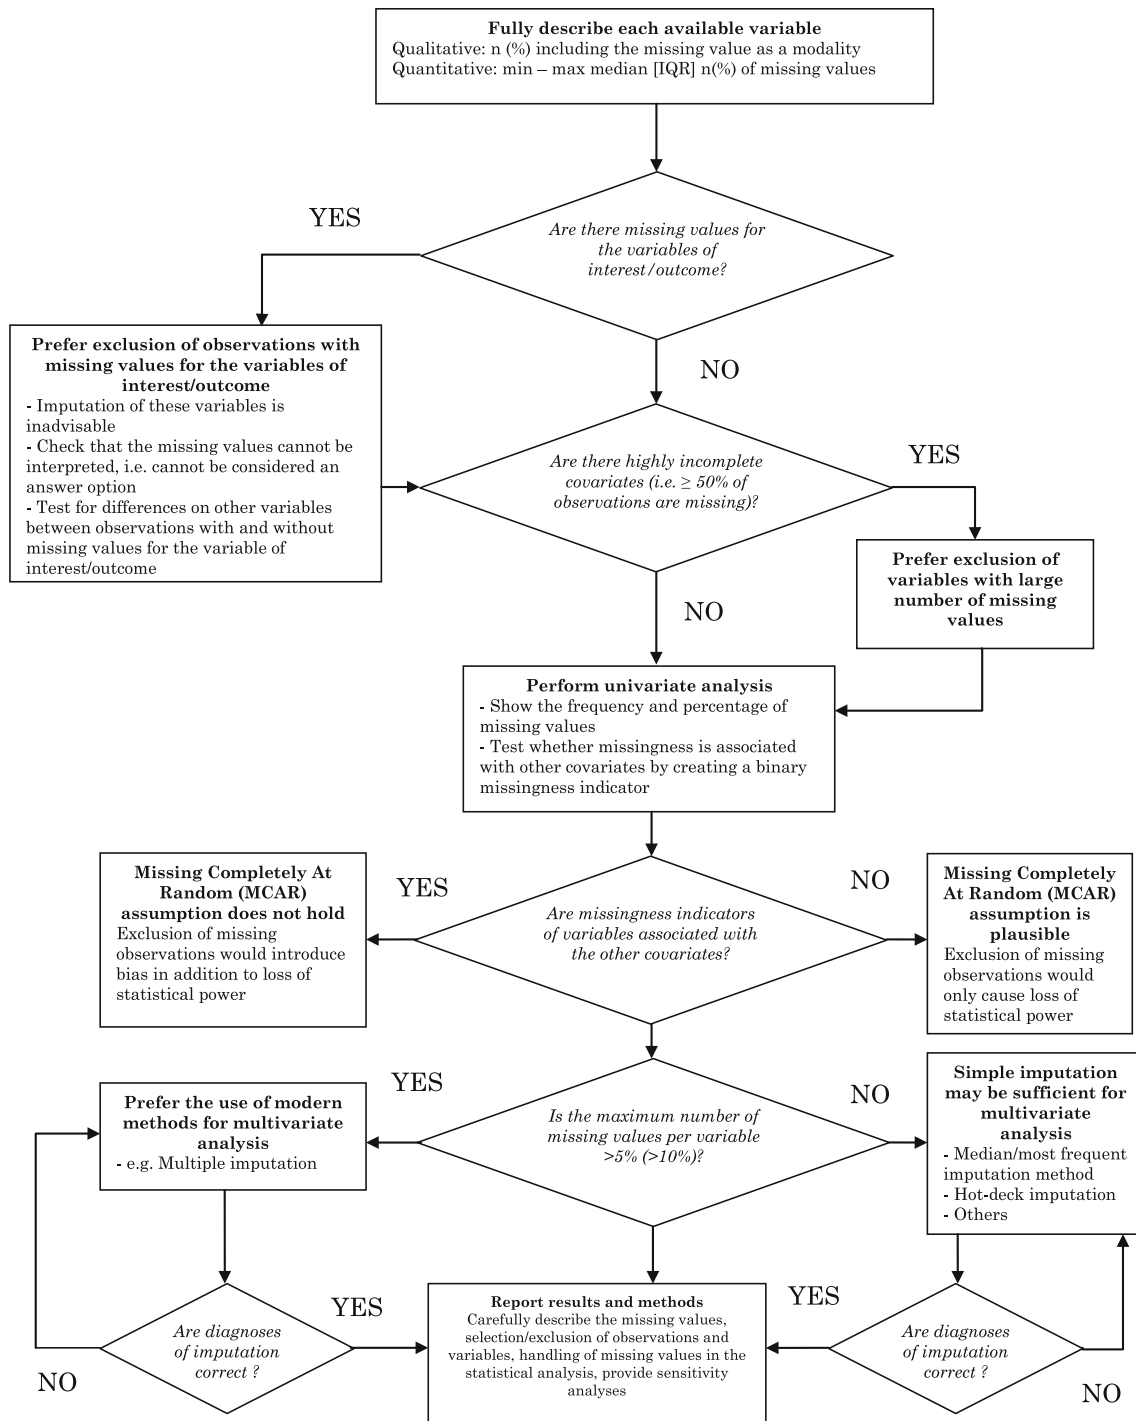 Fully describe each available variable
Qualitative: n (%) including the missing value as a modality
Quantitative: min – max median [IQR] n(%) of missing values
YES
Are there missing values for
the variables of
interest/outcome?
Prefer exclusion of observations with
missing values for the variables of
interest/outcome
- Imputation of these variables is
inadvisable
- Check that the missing values cannot be
interpreted, i.e. cannot be considered an
answer option
- Test for differences on other variables
between observations with and without
missing values for the variable of
interest/outcome
NO
Are there highly incomplete
covariates (i.e. ≥ 50% of
observations are missing)?
YES
Prefer exclusion of
variables with large
number of missing
values
NO
Perform univariate analysis
- Show the frequency and percentage of
missing values
- Test whether missingness is associated
with other covariates by creating a binary
missingness indicator
Missing Completely At
Random (MCAR)
assumption does not hold
Exclusion of missing
observations would introduce
bias in addition to loss of
statistical power
YES
Are missingness indicators
of variables associated with
the other covariates?
NO
Missing Completely
At Random (MCAR)
assumption is
plausible
Exclusion of missing
observations would
only cause loss of
statistical power
Prefer the use of modern
methods for multivariate
analysis
- e.g. Multiple imputation
YES
Is the maximum number of
missing values per variable
>5% (>10%)?
NO
Simple imputation
may be sufficient for
multivariate
analysis
- Median/most frequent
imputation method
- Hot-deck imputation
- Others
Are diagnoses
of imputation
correct ?
NO
YES
Report results and methods
Carefully describe the missing values,
selection/exclusion of observations and
variables, handling of missing values in the
statistical analysis, provide sensitivity
analyses
YES
Are diagnoses
of imputation
correct ?
NO